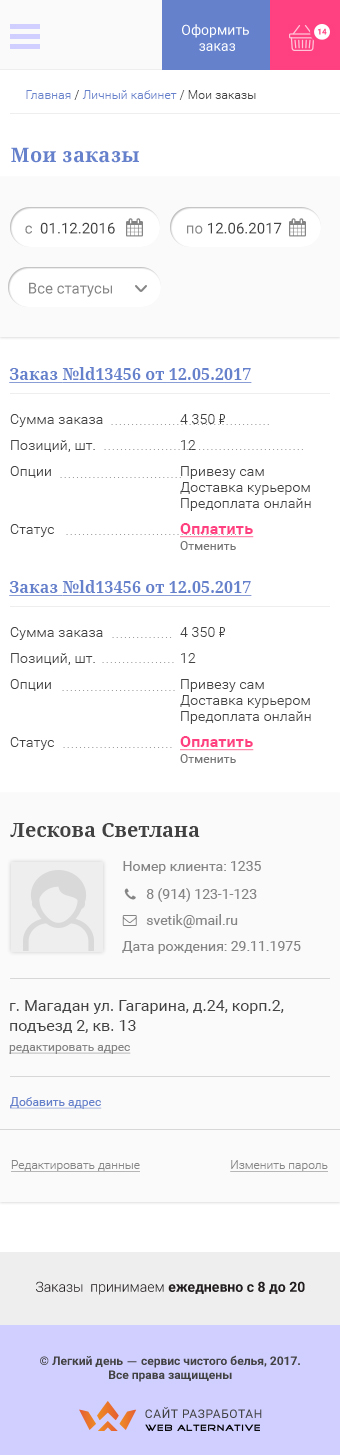 Оформить
заказ
14
Главная / Личный кабинет / Мои заказы
Мои заказы
с 01.12.2016
по 12.06.2017
Все статусы
Заказ №ld13456 от 12.05.2017
Сумма заказа 4 350 ₽
Позиций, шт. 12
Опции Привезу сам
Доставка курьером
Предоплата онлайн
Статус Оплатить
Отменить
Заказ №ld13456 от 12.05.2017
Сумма заказа 4 350 ₽
Позиций, шт. 12
Опции Привезу сам
Доставка курьером
Предоплата онлайн
Статус Оплатить
Отменить
Лескова Светлана
Номер клиента: 1235
8 (914) 123-1-123
svetik@mail.ru
Дата рождения: 29.11.1975
г. Магадан ул. Гагарина, д.24, корп.2,
подъезд 2, кв. 13
редактировать адрес
Добавить адрес
Редактировать данные
Изменить пароль
Заказы принимаем ежедневно с 8 до 20
© Легкий день — сервис чистого белья, 2017.
Все права защищены
САЙТ РАЗРАБОТАН
WEB ALTERNATIVE